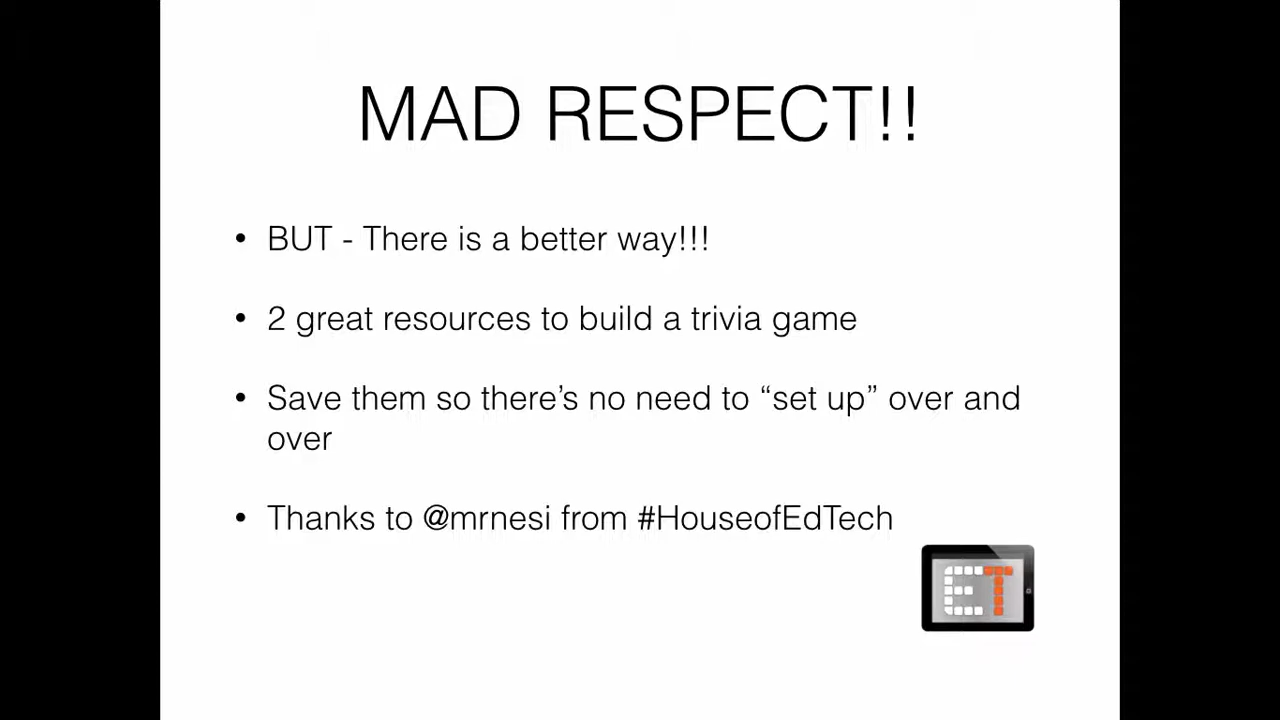 MAD RESPECT!!
• BUT - There is a better way!!!
• 2 great resources to build a trivia game
• Save them so there’s no need to “set up” over and
over
• Thanks to @mrnesi from #HouseofEdTech
ET